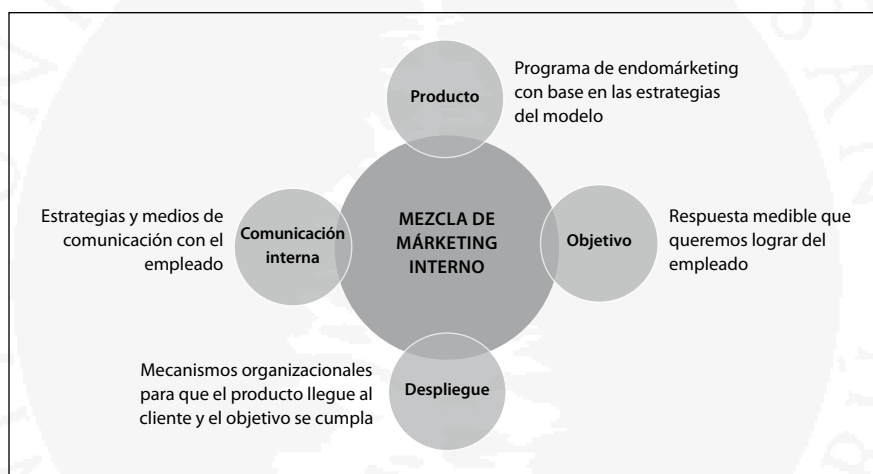 Producto
Programa de endomárketing
con base en las estrategias
del modelo
Estrategias y medios de
comunicación con el
empleado
Comunicación
interna
MEZCLA DE
MÁRKETING
INTERNO
Objetivo
Respuesta medible que
queremos lograr del
empleado
Mecanismos organizacionales
para que el producto llegue al
cliente y el objetivo se cumpla
Despliegue